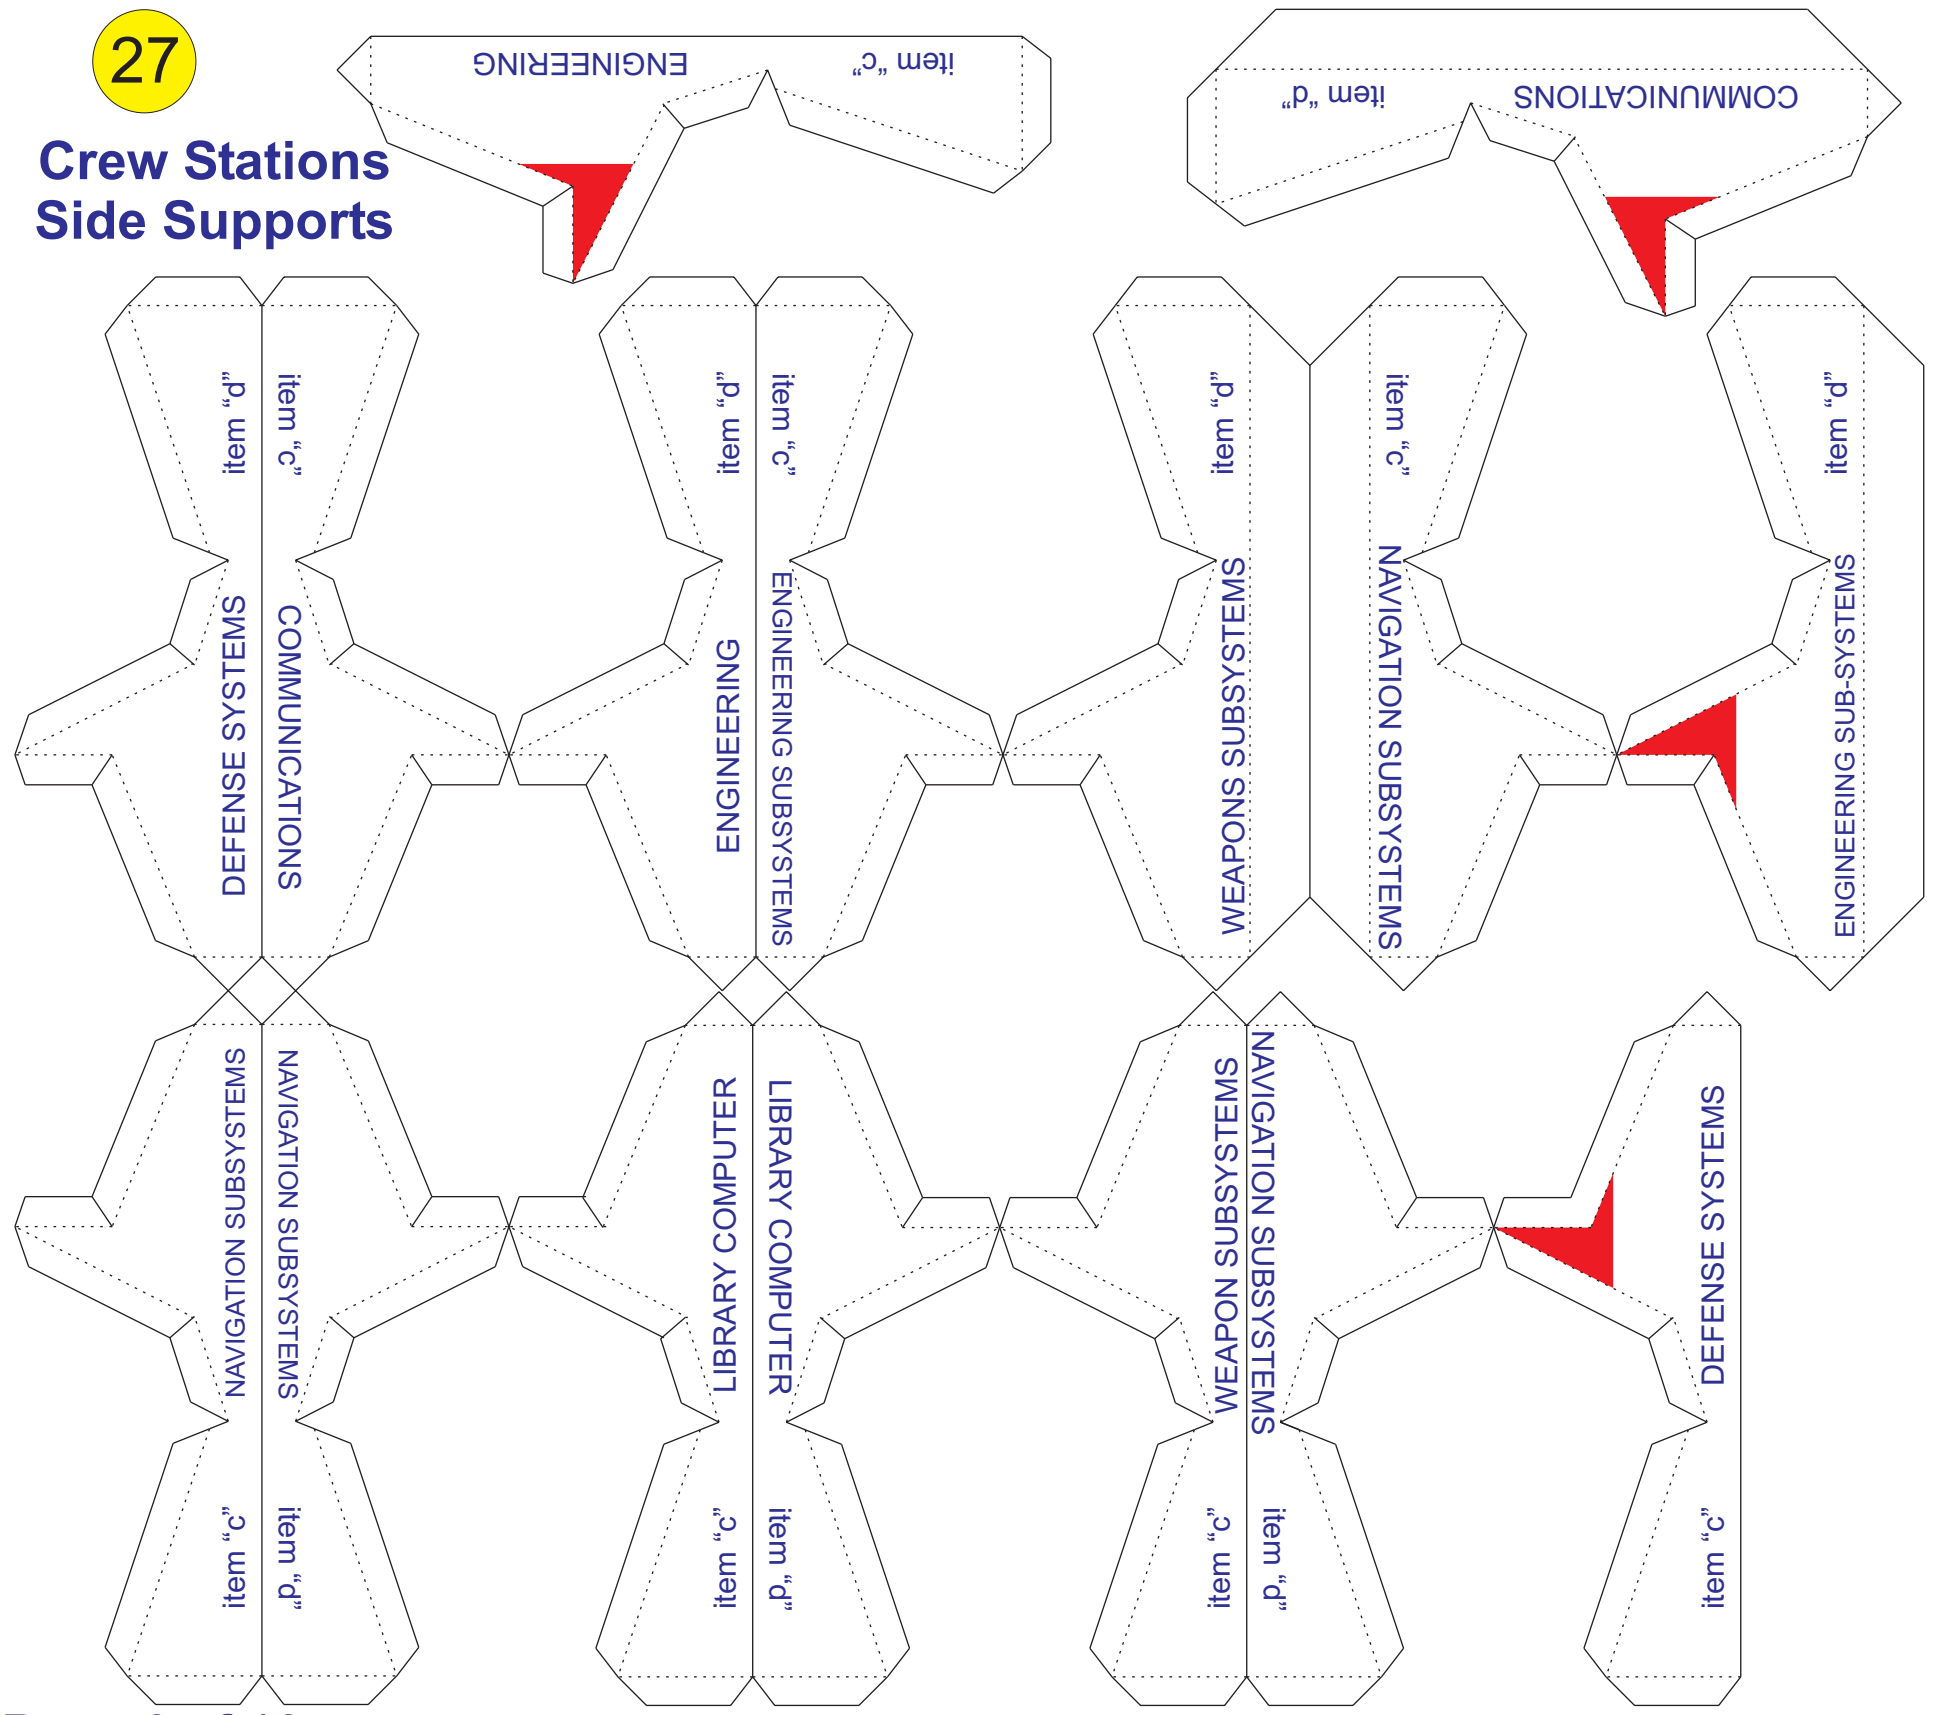 27
Crew Stations
Side Supports
ENGINEERING
item “c”
item “d”
COMMUNICATIONS
item “d”
DEFENSE SYSTEMS
item “c”
COMMUNICATIONS
item “d”
ENGINEERING
item “c”
ENGINEERING SUBSYSTEMS
item “d”
WEAPONS SUBSYSTEMS
item “c”
NAVIGATION SUBSYSTEMS
item “d”
ENGINEERING SUB-SYSTEMS
item “c”
NAVIGATION SUBSYSTEMS
NAVIGATION SUBSYSTEMS
item “d”
item “c”
LIBRARY COMPUTER
LIBRARY COMPUTER
item “d”
item “c”
WEAPON SUBSYSTEMS
NAVIGATION SUBSYSTEMS
item “d”
item “c”
DEFENSE SYSTEMS